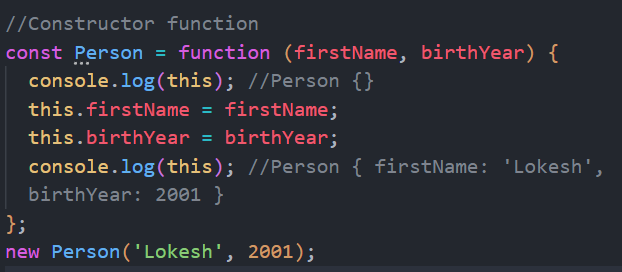 //Constructor function
const Person = function (firstName, birthYear) {
  console.log(this); //Person {}
  this.firstName = firstName;
  this.birthYear = birthYear;
  console.log(this); //Person { firstName: 'Lokesh',
  birthYear: 2001 }
};
new Person('Lokesh', 2001);